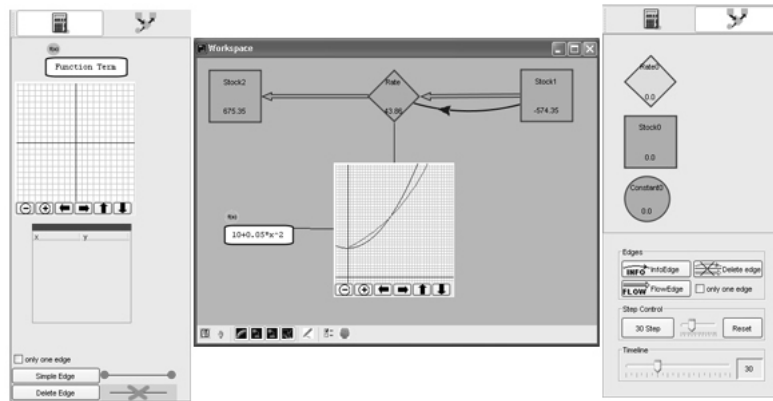 f(x)
Function Term
x y
only one edge
Simple Edge
Delete Edge
Workspace
Stock2
675.35
Rate
43.86
Stock1
-574.35
f(x)
10+0.05*x^2
Rate0
0.0
Stock0
0.0
Constant0
0.0
Edges
INFO InfoEdge
Delete edge
FLOW FlowEdge
only one edge
Step Control
30 Step
Reset
Timeline
30